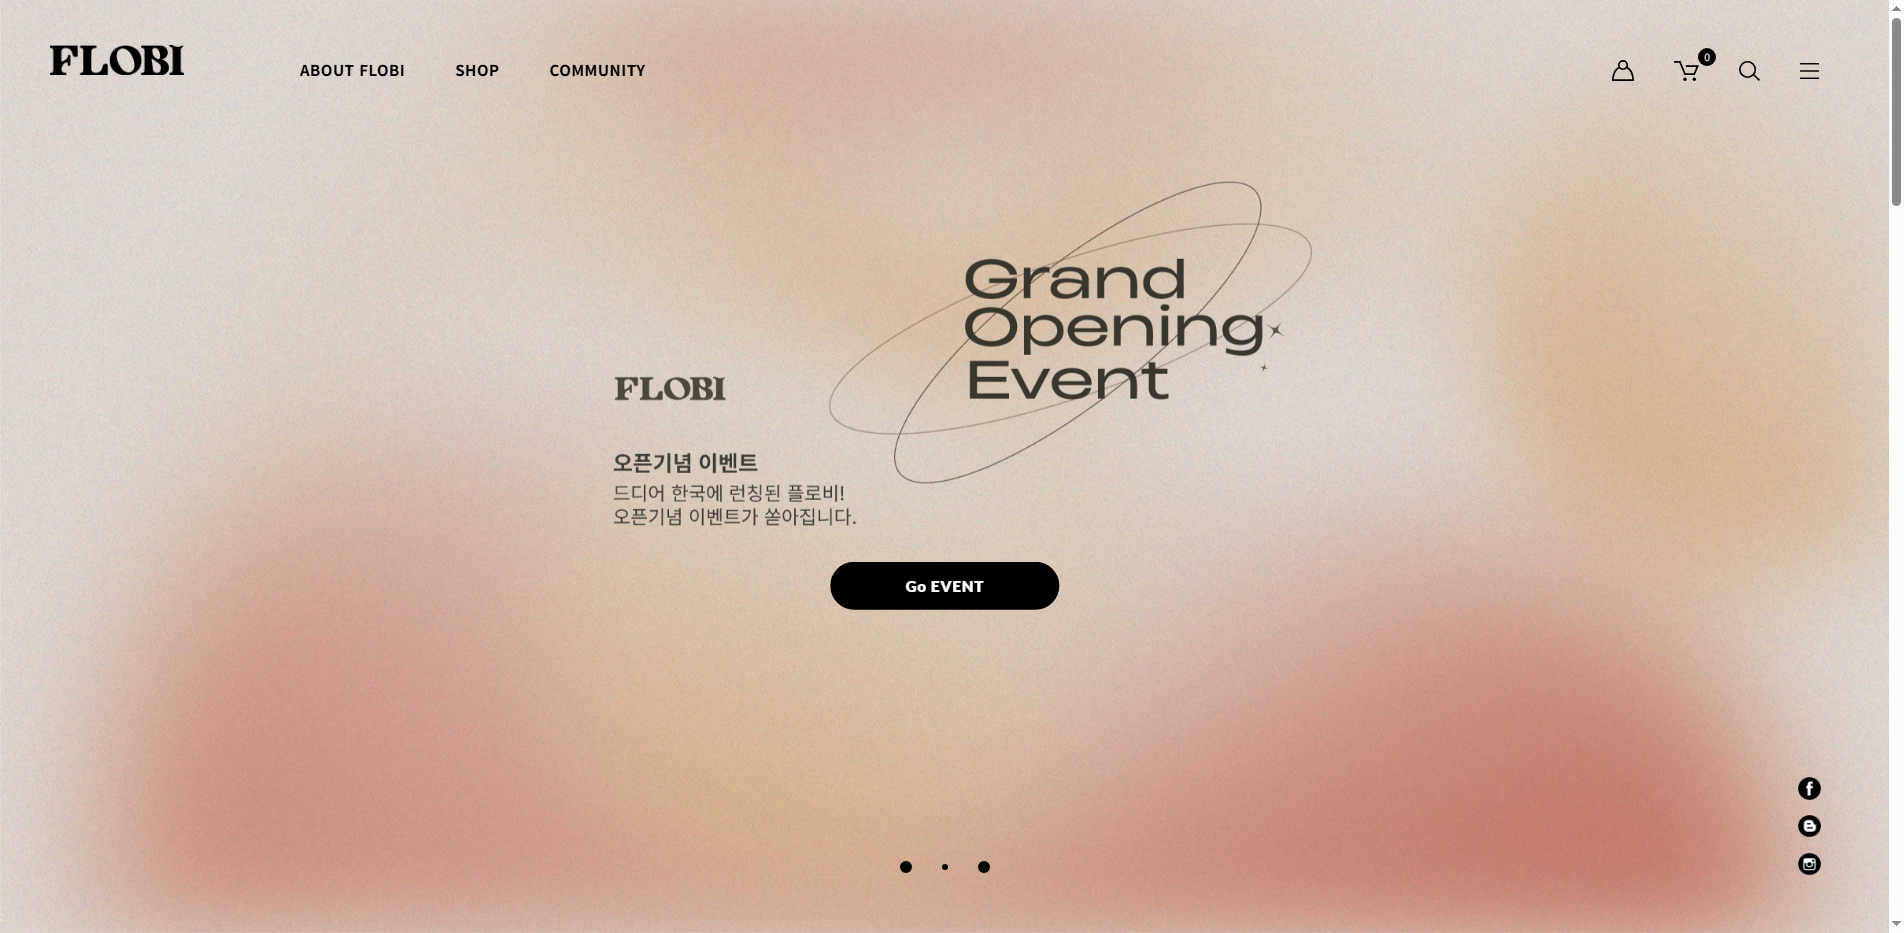 FLOBI
ABOUT FLOBI
SHOP
COMMUNITY
0
Grand
Opening
Event
FLOBI
오픈기념 이벤트
드디어 한국에 런칭된 플로비!
오픈기념 이벤트가 쏟아집니다.
Go EVENT